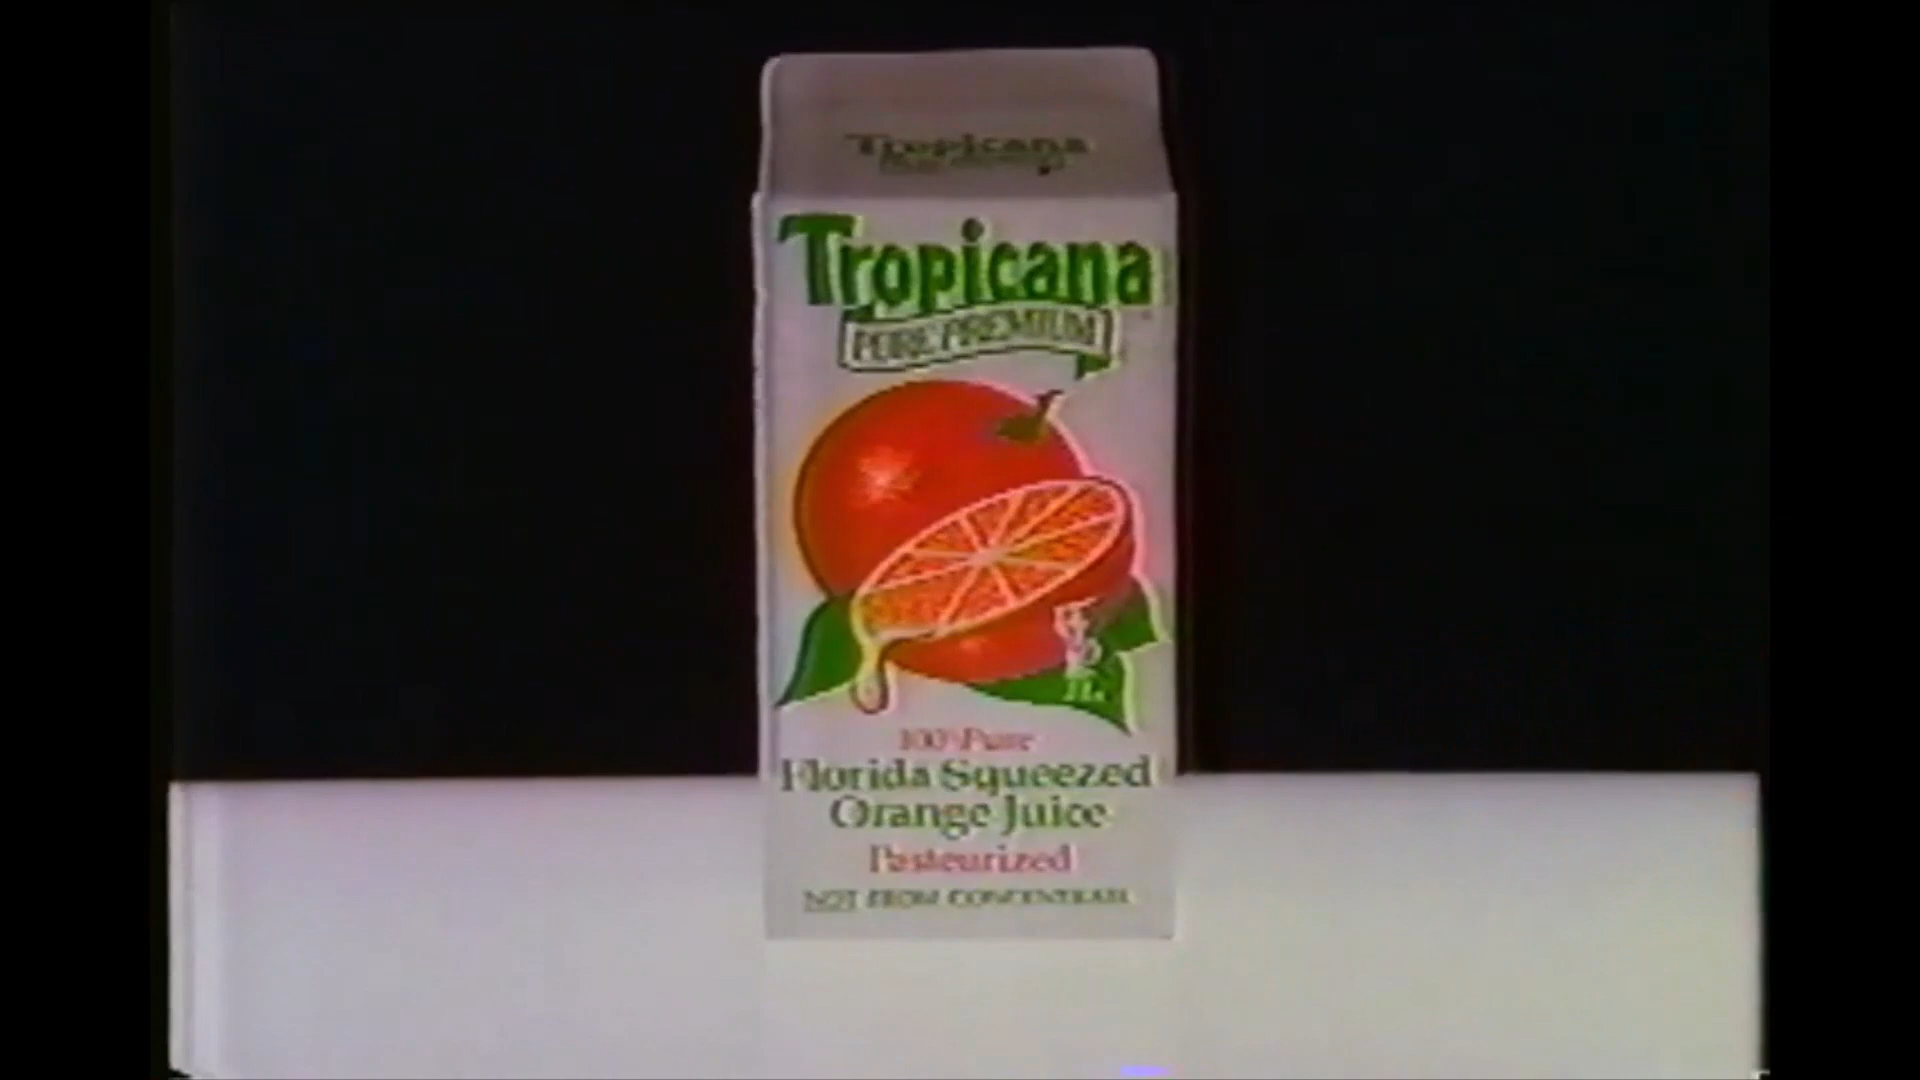 Tropicana
Tropicana
PURE PREMIUM
100% Pure
Florida Squeezed
Orange Juice
Pasteurized
NOT FROM CONCENTRATE